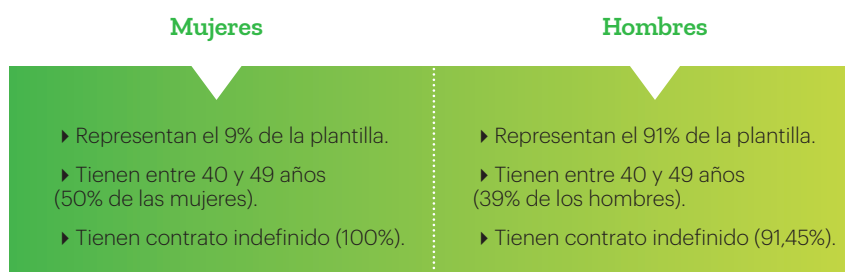 Mujeres
Representan el 9% de la plantilla.
Tienen entre 40 y 49 años
(50% de las mujeres).
Tienen contrato indefinido (100%).
Hombres
Representan el 91% de la plantilla.
Tienen entre 40 y 49 años
(39% de los hombres).
Tienen contrato indefinido (91,45%).